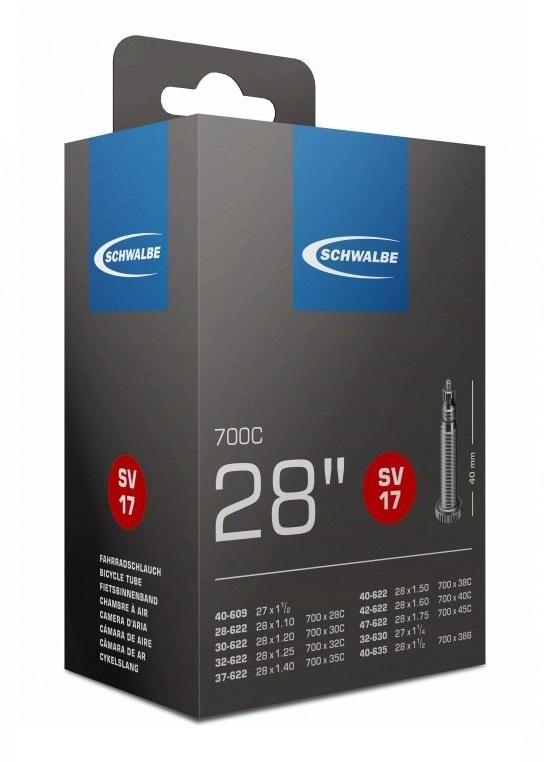 SCHWALBE
SV
17
FAHRRADSCHLAUCH
BICYCLE TUBE
FIETSBINNENBAND
CHAMBRE À AIR
CAMERA D'ARIA
CÁMARA DE AIRE
CÂMARA DE AR
CYKELSLANG
SCHWALBE
700C
28"
SV
17
40 mm
40-609 27 x 1 1/2
28-622 28 x 1.10 700 x 28C
30-622 28 x 1.20 700 x 30C
32-622 28 x 1.25 700 x 32C
37-622 28 x 1.40 700 x 35C
40-622 28 x 1.50 700 x 38C
42-622 28 x 1.60 700 x 40C
47-622 28 x 1.75 700 x 45C
32-630 27 x 1 1/4
40-635 28 x 1 1/2 700 x 38B